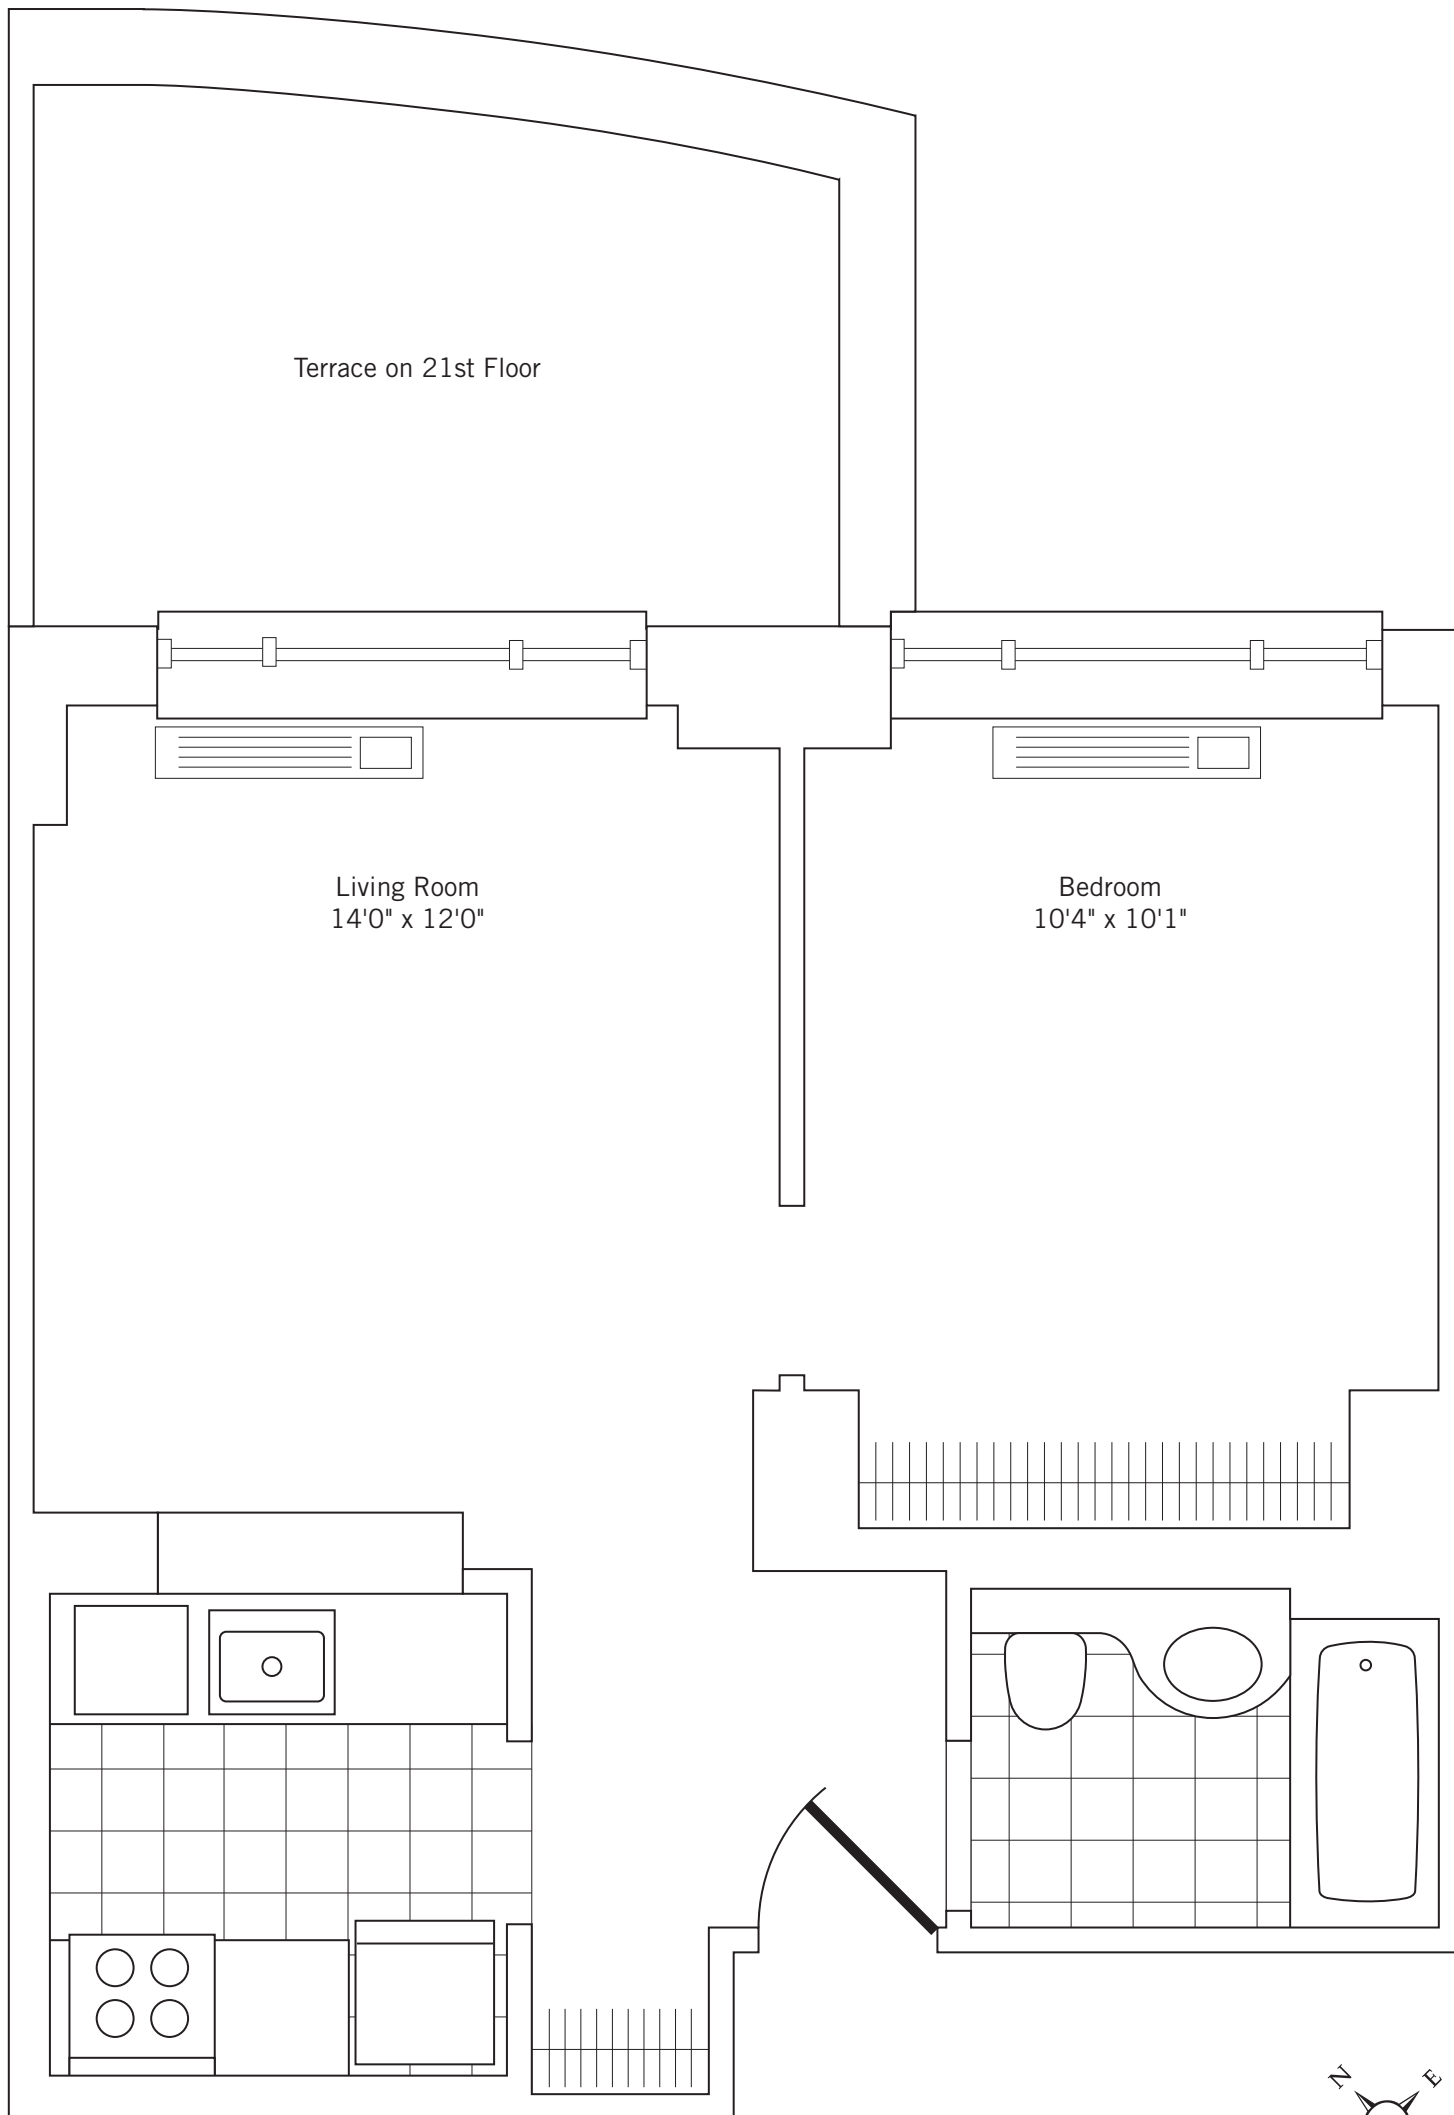 Terrace on 21st Floor
Living Room
14'0" x 12'0"
Bedroom
10'4" x 10'1"
N
E